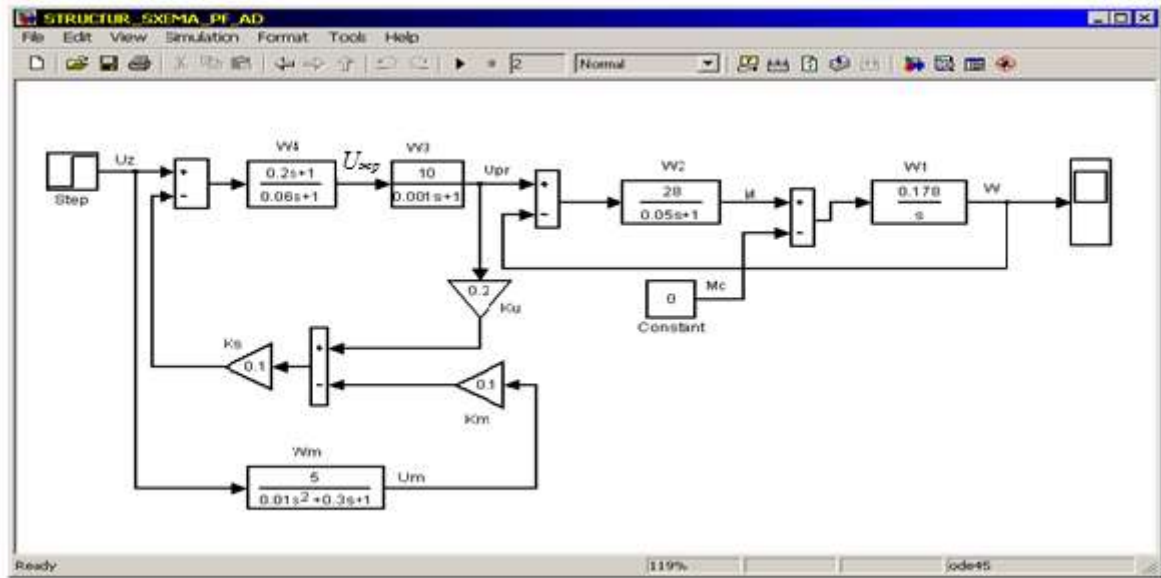 STRUCTUR_SXEMA_PF_AD
File Edit View Simulation Format Tools Help
2 Normal
Uz
Step
+
-
W4
0.2s+1
0.06s+1
W3
10
0.001s+1
Upr
+
-
W2
28
0.05s+1
+
-
W1
0.178
s
W
0.2
Ku
0
Mc
Constant
Ks
0.1
+
-
0.1
Km
Wm
5
0.01s2+0.3s+1
Um
Ready 119% ode45